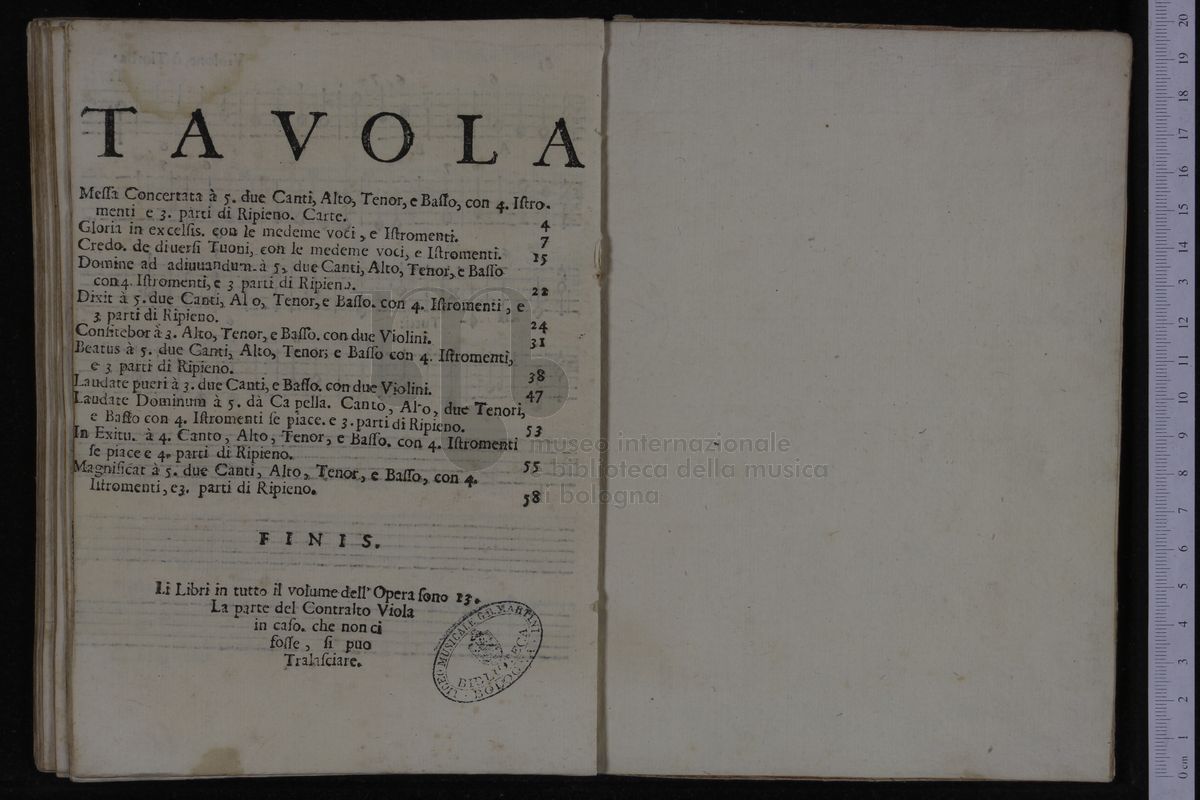 TAVOLA
Messa Concertata à 5. due Canti, Alto, Tenor, e Basso, con 4. Istro-
menti e 3. parti di Ripieno. Carte. 4
Gloria in excelsis. con le medeme voci, e Istromenti. 7
Credo. de diuersi Tuoni, con le medeme voci, e Istromenti. 15
Domine ad adiuuandum. à 5. due Canti, Alto, Tenor, e Basso
con 4. Istromenti, e 3 parti di Ripieno. 22
Dixit à 5. due Canti, Al o, Tenor, e Basso. con 4. Istromenti, e
3. parti di Ripieno. 24
Confitebor à 3. Alto, Tenor, e Basso. con due Violini. 31
Beatus à 5. due Canti, Alto, Tenor; e Basso con 4. Istromenti,
e 3 parti di Ripieno. 38
Laudate pueri à 3. due Canti, e Basso. con due Violini. 47
Laudate Dominum à 5. dà Capella. Canto, Al o, due Tenori,
e Basso con 4. Istromenti se piace. e 3. parti di Ripieno. 53
In Exitu. à 4. Canto, Alto, Tenor, e Basso. con 4. Istromenti
se piace e 4. parti di Ripieno. 55
Magnificat à 5. due Canti, Alto, Tenor, e Basso, con 4.
Istromenti, e 3. parti di Ripieno. 58
FINIS.
Li Libri in tutto il volume dell' Opera sono 13.
La parte del Contralto Viola
in caso. che non ci
fosse, si puo
Tralasciare.
LICEO MUSICALE G.B. MARTINI
BIBLIOTECA
BOLOGNA
museo internazionale
biblioteca della musica
di bologna